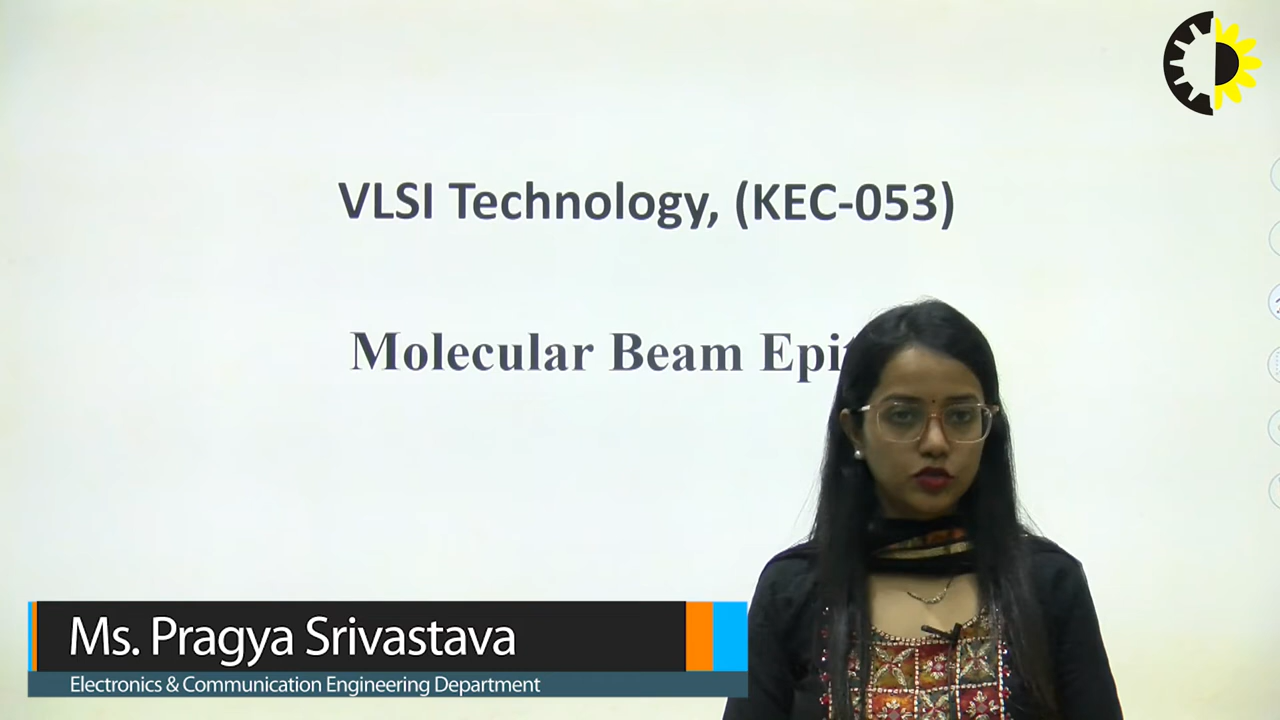 VLSI Technology, (KEC-053)
Molecular Beam
Ms. Pragya Srivastava
Electronics & Communication Engineering Department